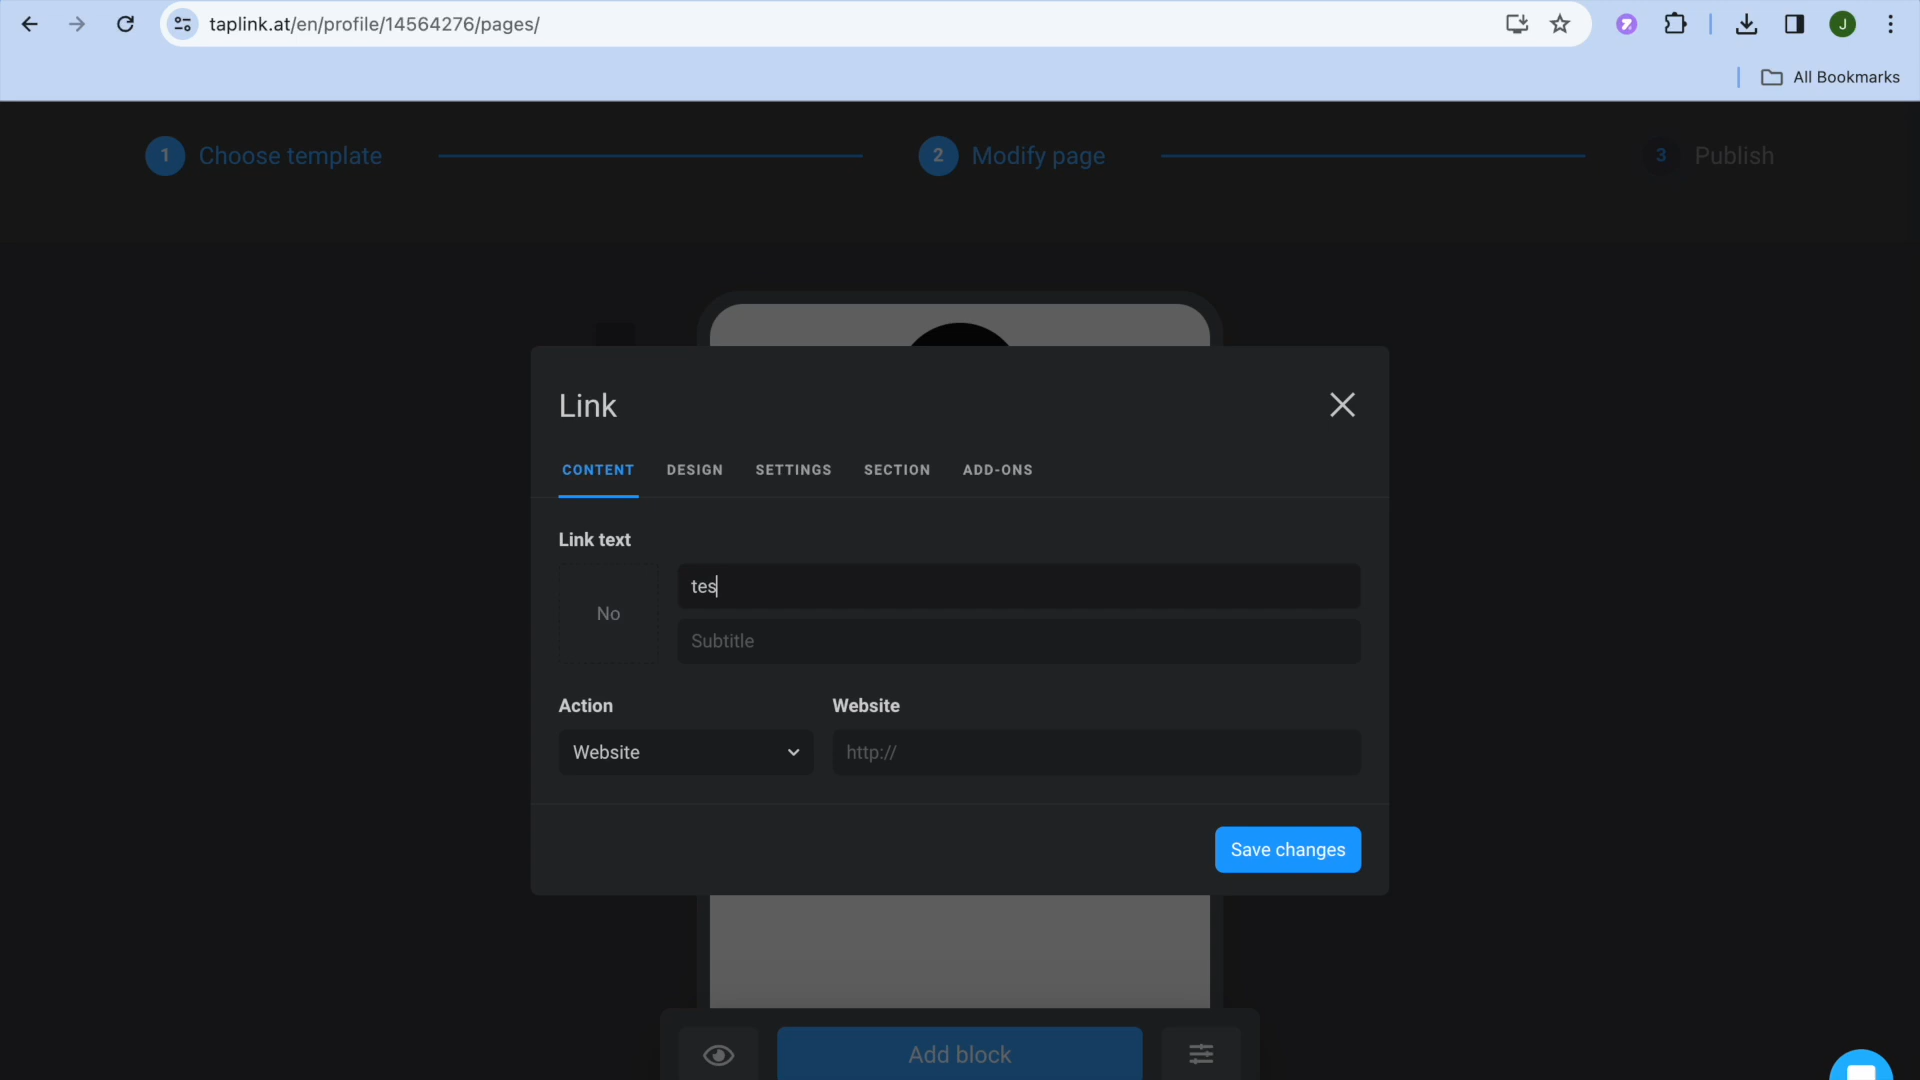 taplink.at/en/profile/14564276/pages/
J
All Bookmarks
1 Choose template
2 Modify page
3 Publish
Link
CONTENT DESIGN SETTINGS SECTION ADD-ONS
Link text
tes
No
Subtitle
Action Website
Website http://
Save changes
Add block